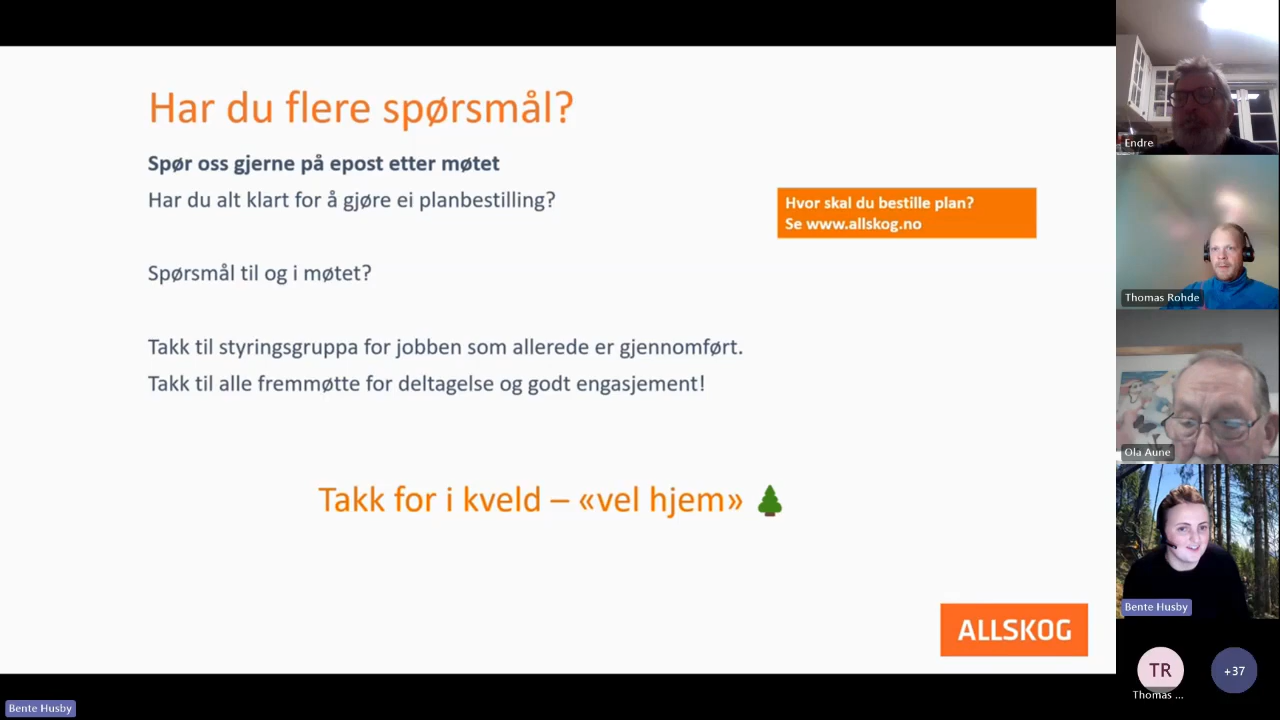 Har du flere spørsmål?
Spør oss gjerne på epost etter møtet
Har du alt klart for å gjøre ei planbestilling?
Hvor skal du bestille plan?
Se www.allskog.no
Spørsmål til og i møtet?
Takk til styringsgruppa for jobben som allerede er gjennomført.
Takk til alle fremmøtte for deltagelse og godt engasjement!
Takk for i kveld – «vel hjem»
ALLSKOG
Bente Husby
Endre
Thomas Rohde
Ola Aune
Bente Husby
TR
Thomas ...
+37